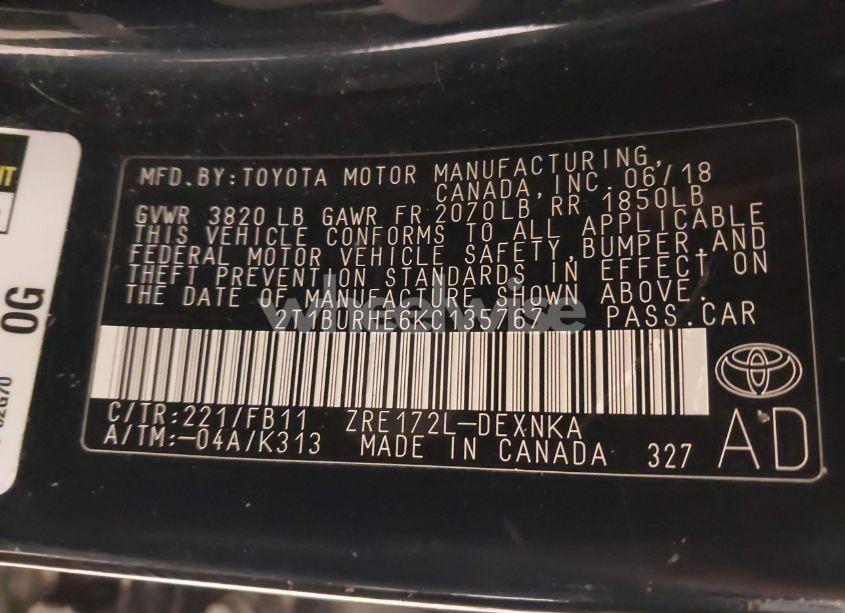 MFD.BY:TOYOTA MOTOR MANUFACTURING,
CANADA, INC. 06/18
GVWR 3820 LB GAWR FR 2070LB RR 1850LB
THIS VEHICLE CONFORMS TO ALL APPLICABLE
FEDERAL MOTOR VEHICLE SAFETY, BUMPER, AND
THEFT PREVENTION STANDARDS IN EFFECT ON
THE DATE OF MANUFACTURE SHOWN ABOVE.
wheelwise
2T1BURHE6KC135767 PASS.CAR
C/TR:221/FB11 ZRE172L-DEXNKA
A/TM:-04A/K313 MADE IN CANADA 327 AD
OG